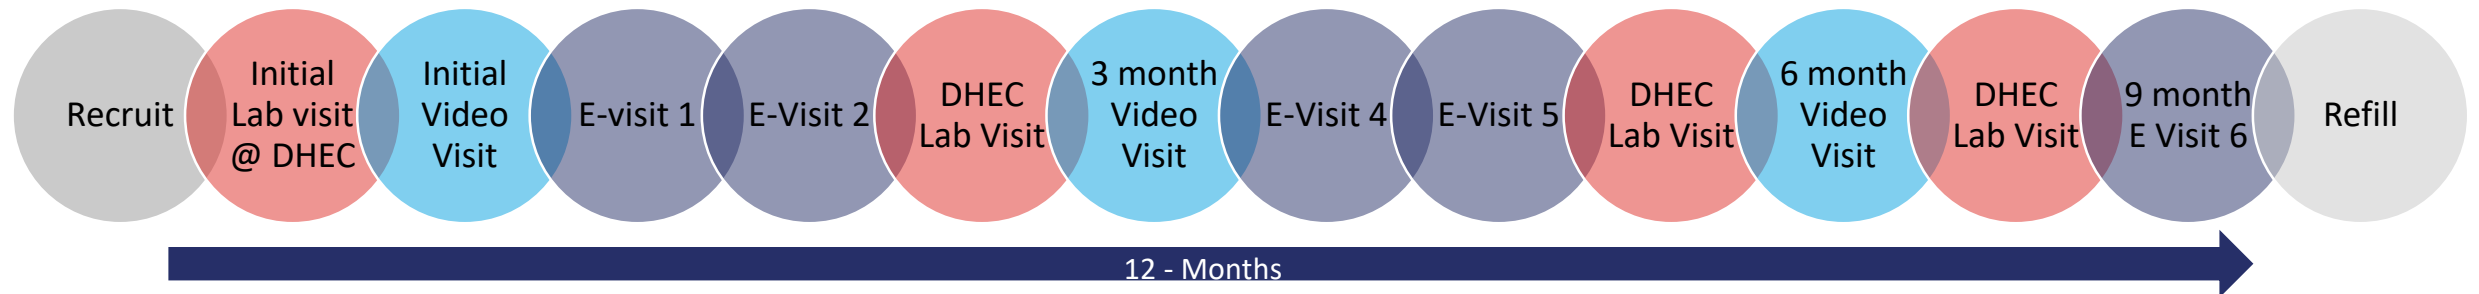 Recruit
Initial
Lab visit
@ DHEC
Initial
Video
Visit
E-visit 1
E-Visit 2
DHEC
Lab Visit
3 month
Video
Visit
E-Visit 4
E-Visit 5
DHEC
Lab Visit
6 month
Video
Visit
DHEC
Lab Visit
9 month
E Visit 6
Refill
12 - Months